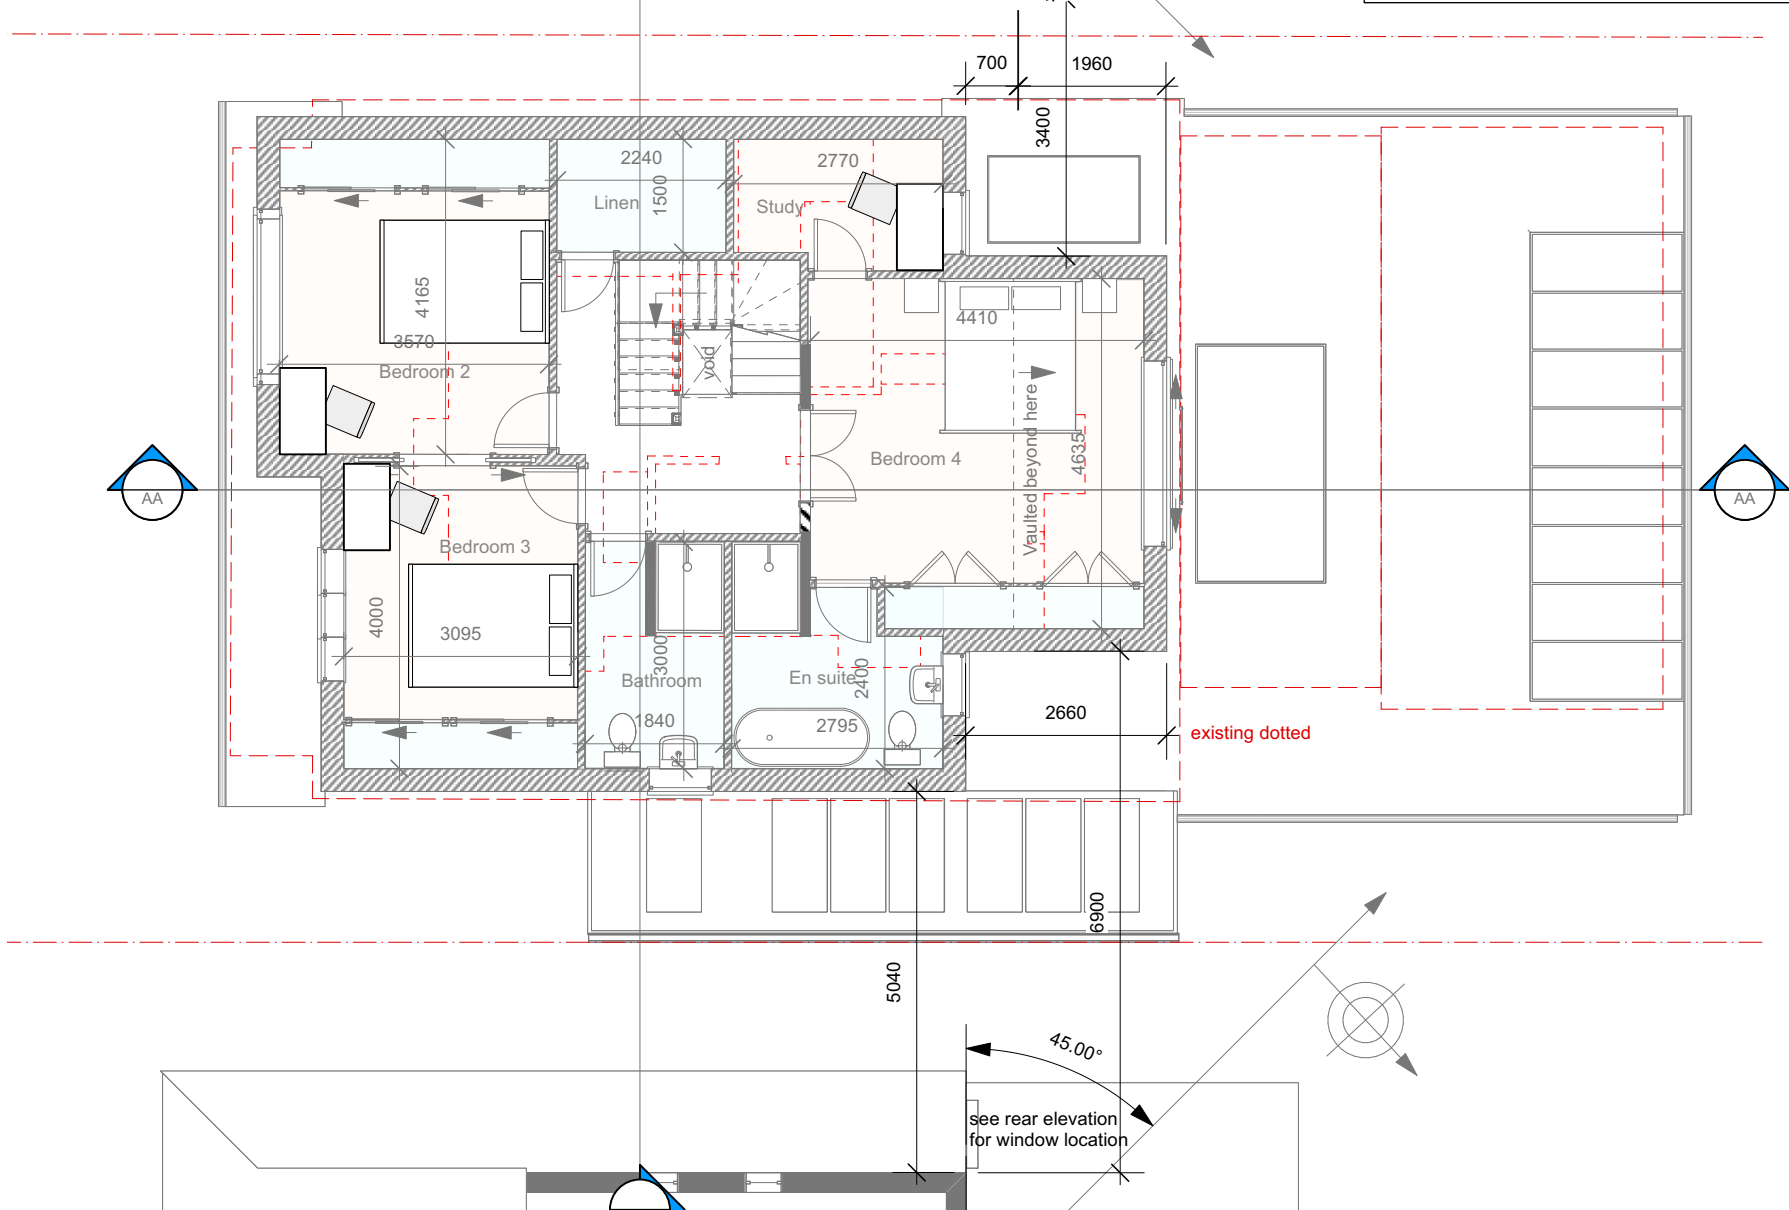 700
1960
3400
2240
2770
Linen
1500
Study
4165
4410
3570
Bedroom 2
void
Vaulted beyond here
Bedroom 4
4635
AA
AA
Bedroom 3
4000
3095
3000
Bathroom
En suite
2400
1840
2795
2660
existing dotted
6900
5040
45.00°
see rear elevation
for window location